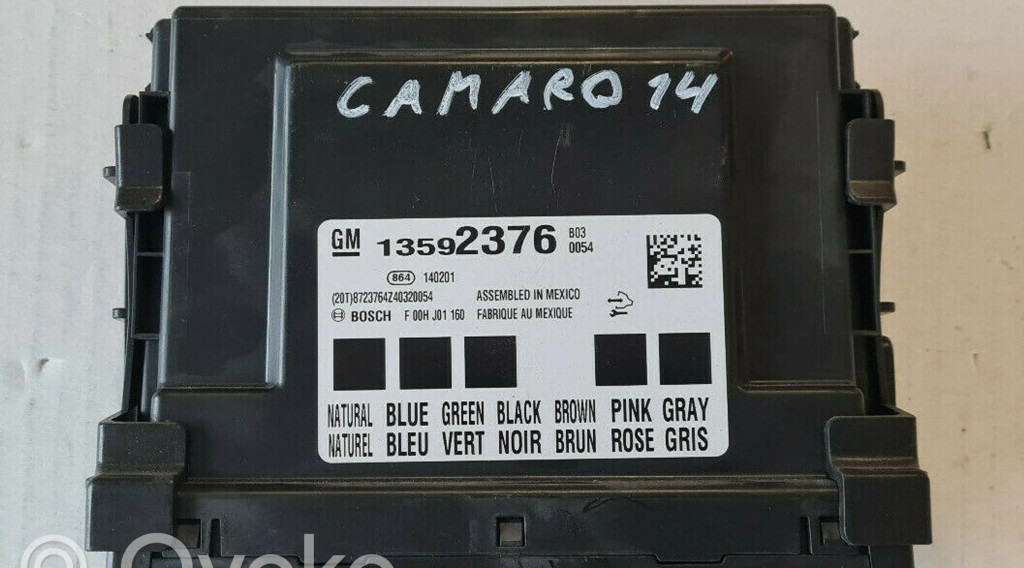 CAMARO 14
GM 13592376 B03 0054
864 140201
(20T)8723764Z40320054 ASSEMBLED IN MEXICO
BOSCH F 00H J01 160 FABRIQUE AU MEXIQUE
NATURAL BLUE GREEN BLACK BROWN PINK GRAY
NATUREL BLEU VERT NOIR BRUN ROSE GRIS
Ovoko